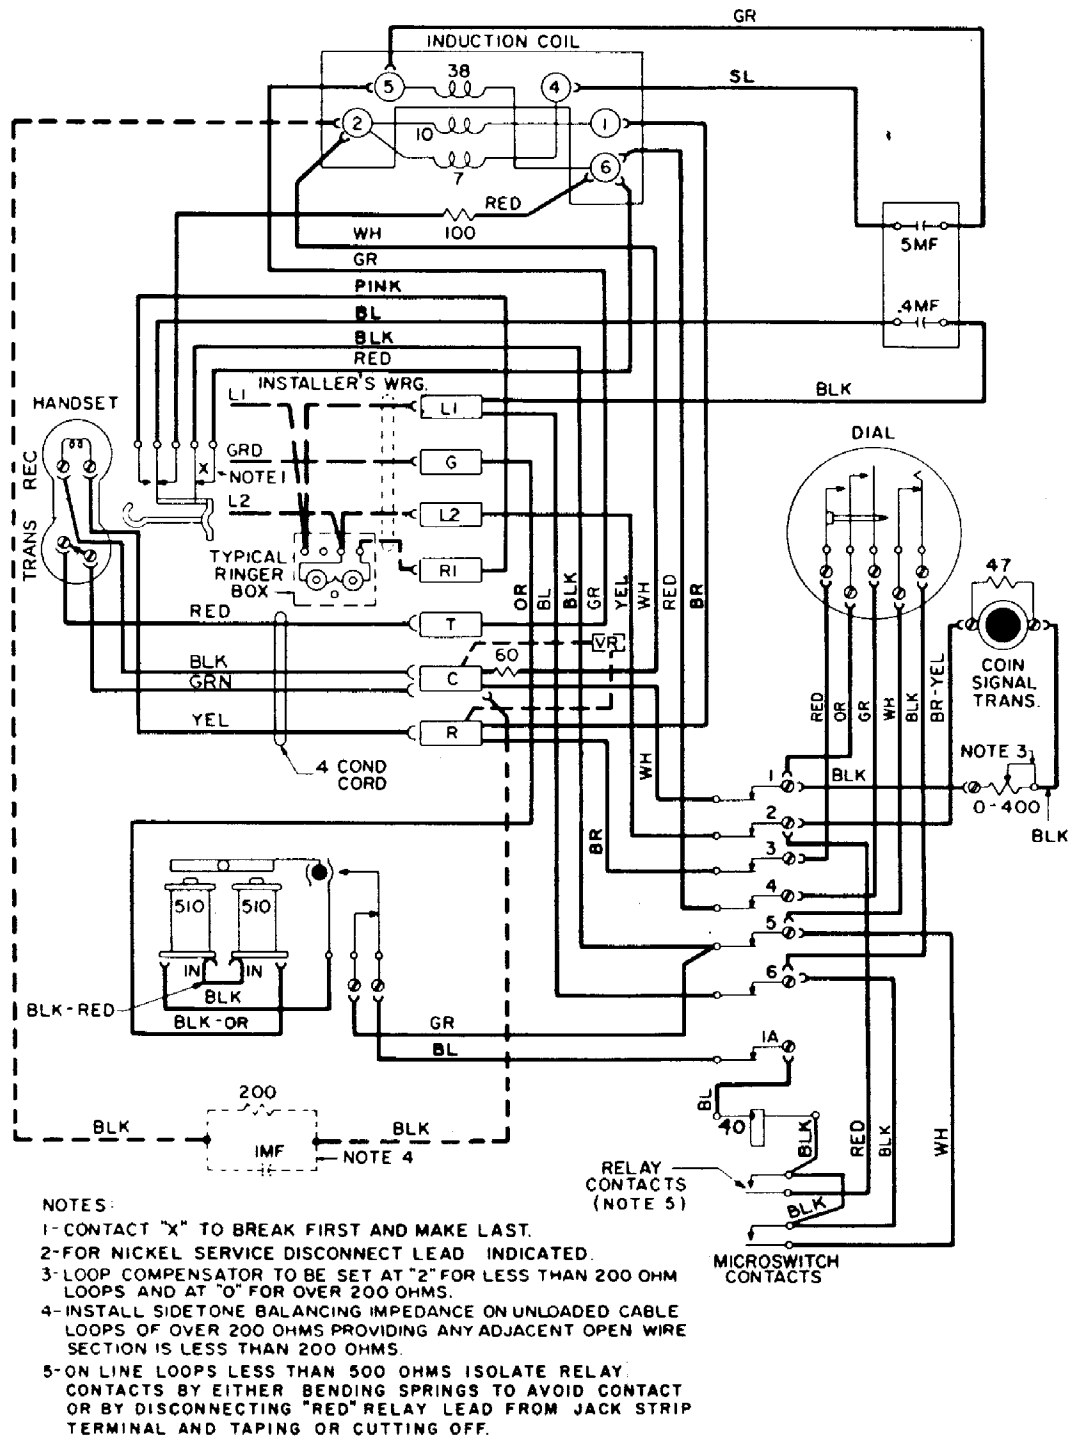 GR
INDUCTION COIL
38
5
4
SL
2
10
1
7
6
RED
100
WH
GR
PINK
BL
BLK
RED
.5MF
.4MF
BLK
INSTALLER'S WRG.
L1
L1
HANDSET
REC
TRANS
X
NOTE 1
GRD
G
L2
L2
TYPICAL
RINGER
BOX
R1
DIAL
OR
BL
BLK
GR
YEL
WH
RED
BR
47
COIN
SIGNAL
TRANS.
RED
T
VR
60
BLK
C
GRN
YEL
R
4 COND
CORD
RED
OR
GR
WH
BLK
BR-YEL
WH
BR
NOTE 3
0-400
BLK
1
BLK
2
3
4
5
6
1A
510
510
IN
IN
BLK-RED
BLK
BLK-OR
GR
BL
BL
40
BLK
RED
BLK
WH
200
BLK
1MF
BLK
NOTE 4
RELAY
CONTACTS
(NOTE 5)
BLK
MICROSWITCH
CONTACTS
NOTES:
1-CONTACT "X" TO BREAK FIRST AND MAKE LAST.
2-FOR NICKEL SERVICE DISCONNECT LEAD INDICATED.
3-LOOP COMPENSATOR TO BE SET AT "2" FOR LESS THAN 200 OHM
LOOPS AND AT "0" FOR OVER 200 OHMS.
4-INSTALL SIDETONE BALANCING IMPEDANCE ON UNLOADED CABLE
LOOPS OF OVER 200 OHMS PROVIDING ANY ADJACENT OPEN WIRE
SECTION IS LESS THAN 200 OHMS.
5-ON LINE LOOPS LESS THAN 500 OHMS ISOLATE RELAY
CONTACTS BY EITHER BENDING SPRINGS TO AVOID CONTACT
OR BY DISCONNECTING "RED" RELAY LEAD FROM JACK STRIP
TERMINAL AND TAPING OR CUTTING OFF.